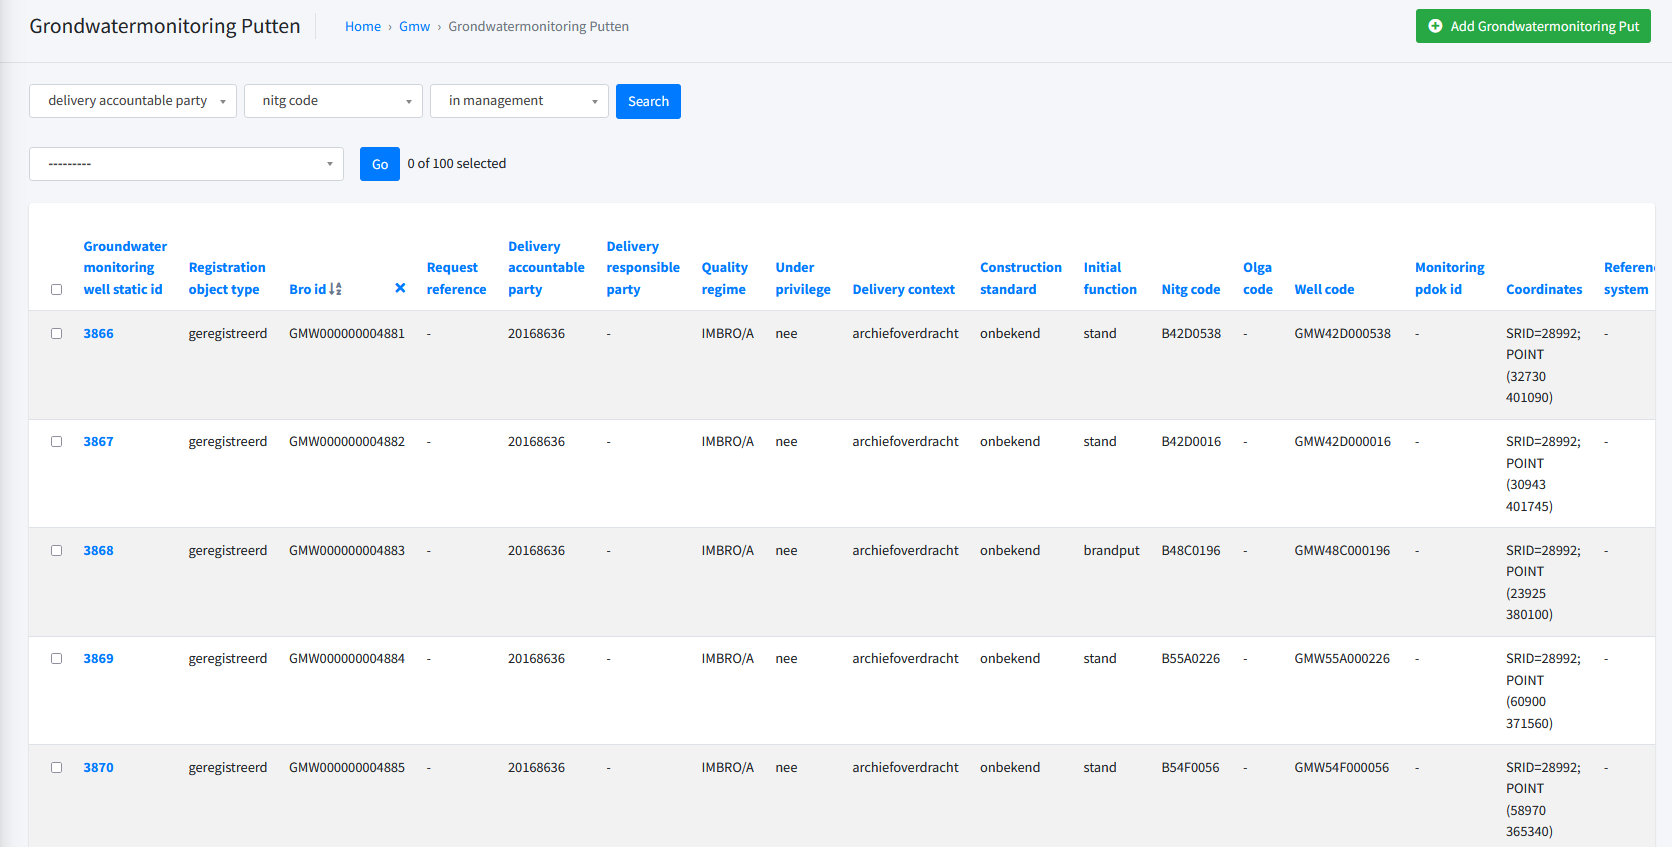 Grondwatermonitoring Putten
Home › Gmw › Grondwatermonitoring Putten
Add Grondwatermonitoring Put
delivery accountable party
nitg code
in management
Search
---------
Go
0 of 100 selected
Groundwater monitoring well static id
Registration object type
Bro id
Request reference
Delivery accountable party
Delivery responsible party
Quality regime
Under privilege
Delivery context
Construction standard
Initial function
Nitg code
Olga code
Well code
Monitoring pdok id
Coordinates
Referen system
3866 geregistreerd GMW000000004881 - 20168636 - IMBRO/A nee archiefoverdracht onbekend stand B42D0538 - GMW42D000538 - SRID=28992; -
POINT
(32730
401090)
3867 geregistreerd GMW000000004882 - 20168636 - IMBRO/A nee archiefoverdracht onbekend stand B42D0016 - GMW42D000016 - SRID=28992; -
POINT
(30943
401745)
3868 geregistreerd GMW000000004883 - 20168636 - IMBRO/A nee archiefoverdracht onbekend brandput B48C0196 - GMW48C000196 - SRID=28992; -
POINT
(23925
380100)
3869 geregistreerd GMW000000004884 - 20168636 - IMBRO/A nee archiefoverdracht onbekend stand B55A0226 - GMW55A000226 - SRID=28992; -
POINT
(60900
371560)
3870 geregistreerd GMW000000004885 - 20168636 - IMBRO/A nee archiefoverdracht onbekend stand B54F0056 - GMW54F000056 - SRID=28992; -
POINT
(58970
365340)